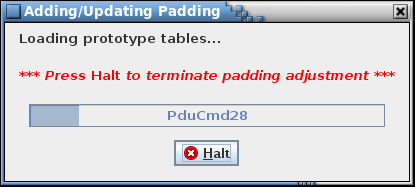 Adding/Updating Padding
Loading prototype tables...
*** Press Halt to terminate padding adjustment ***
PduCmd28
Halt